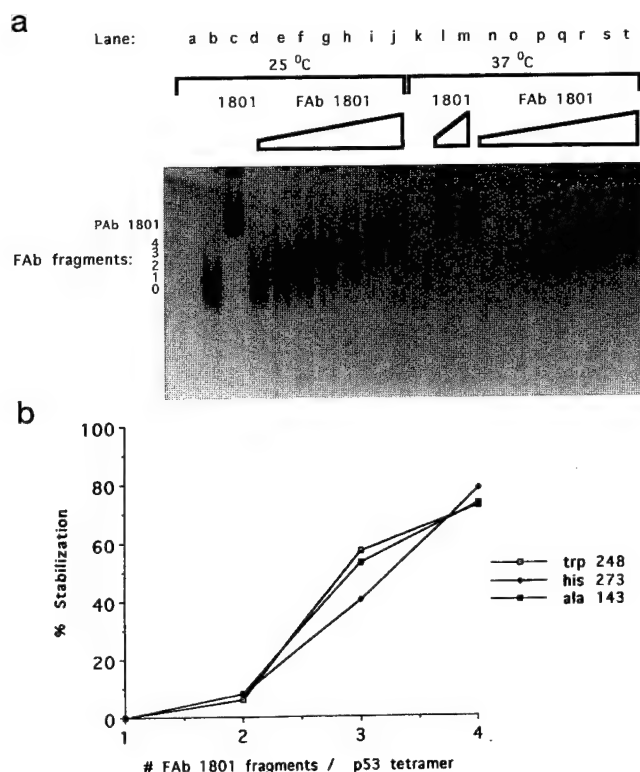 a
Lane: a b c d e f g h i j k l m n o p q r s t
25 °C 37 °C
1801 FAb 1801 1801 FAb 1801
PAb 1801
FAb fragments:
4
3
2
1
0
b
% Stabilization
100
80
60
40
20
0
trp 248
his 273
ala 143
1 2 3 4
# FAb 1801 fragments / p53 tetramer